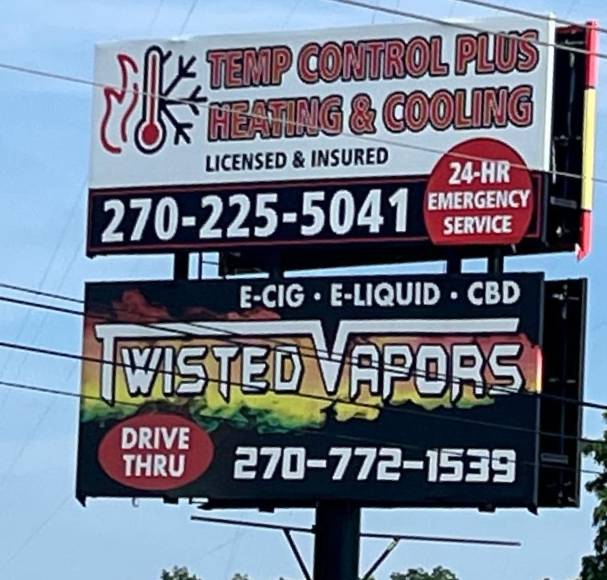 TEMP CONTROL PLUS
HEATING & COOLING
LICENSED & INSURED
270-225-5041
24-HR
EMERGENCY
SERVICE
E-CIG · E-LIQUID · CBD
TWISTED VAPORS
DRIVE
THRU
270-772-1539